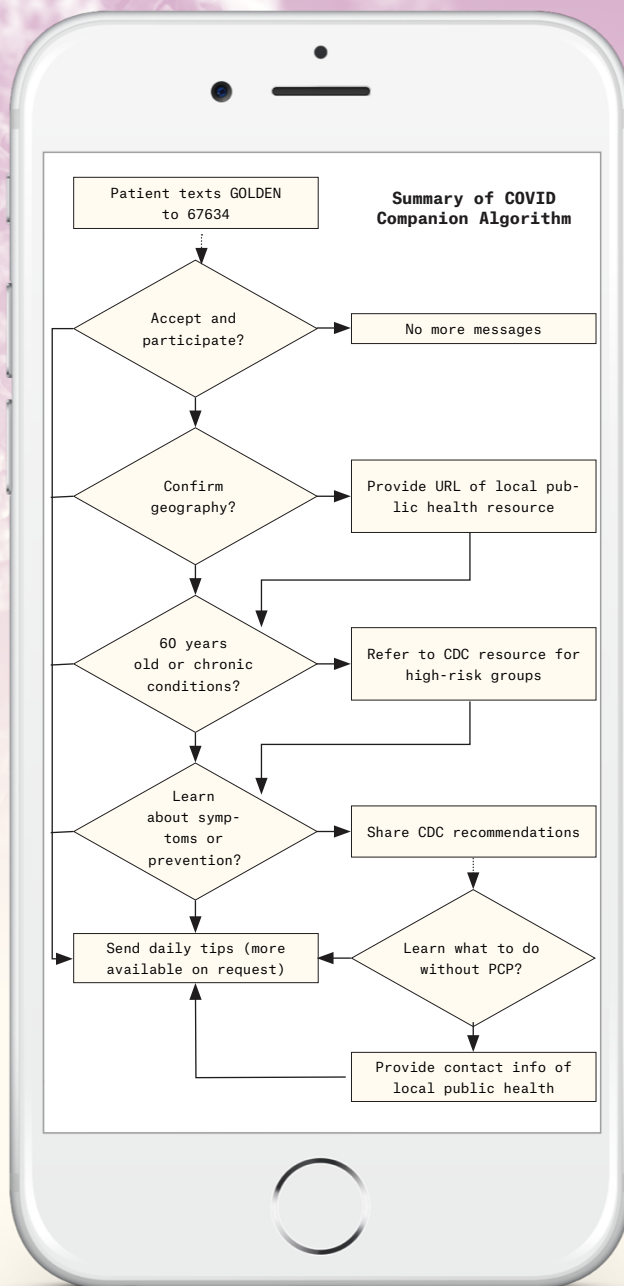 Patient texts GOLDEN
to 67634
Summary of COVID
Companion Algorithm
Accept and
participate?
No more messages
Confirm
geography?
Provide URL of local pub-
lic health resource
60 years
old or chronic
conditions?
Refer to CDC resource for
high-risk groups
Learn
about symp-
toms or
prevention?
Share CDC recommendations
Send daily tips (more
available on request)
Learn what to do
without PCP?
Provide contact info of
local public health